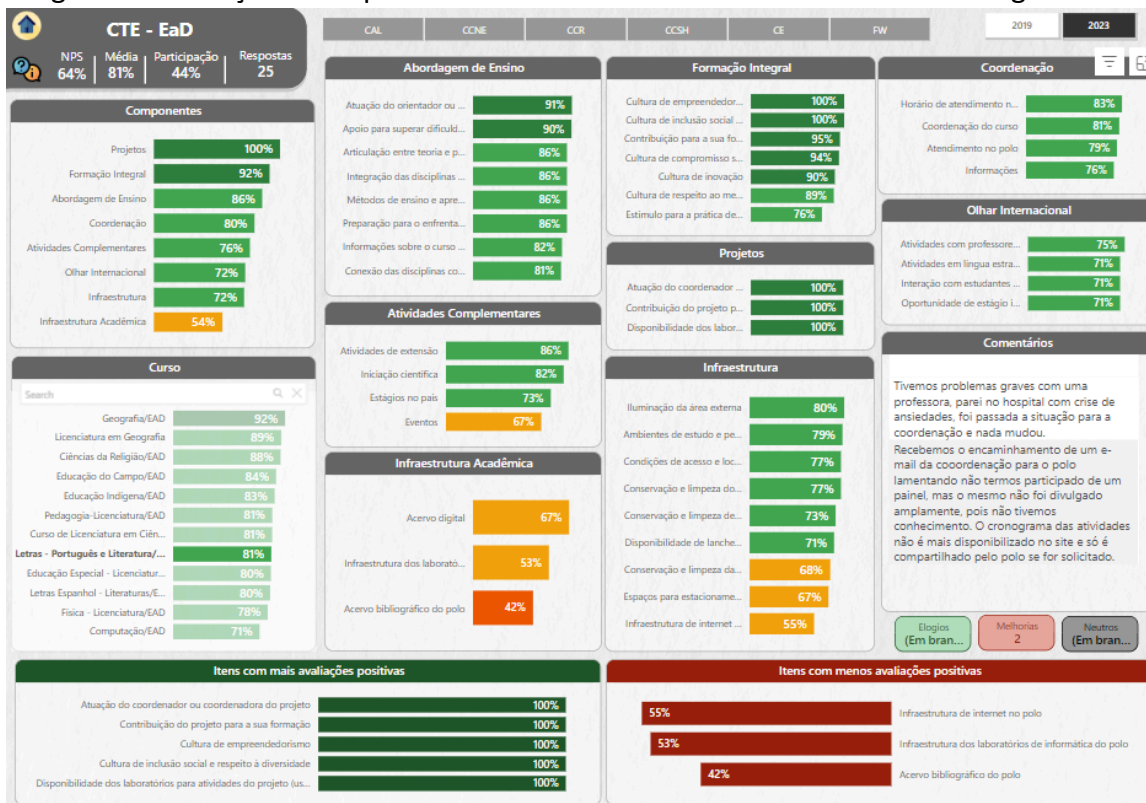 CTE - EaD
NPS Média Participação Respostas
64% 81% 44% 25
CAL CCNE CCR CCSH CE FW
2019 2023
Componentes
Projetos 100%
Formação Integral 92%
Abordagem de Ensino 86%
Coordenação 80%
Atividades Complementares 76%
Olhar Internacional 72%
Infraestrutura 72%
Infraestrutura Acadêmica 54%
Curso
Search
Geografia/EAD 92%
Licenciatura em Geografia 89%
Ciências da Religião/EAD 88%
Educação do Campo/EAD 84%
Educação Indígena/EAD 83%
Pedagogia-Licenciatura/EAD 81%
Curso de Licenciatura em Ciên... 81%
Letras - Português e Literatura/... 81%
Educação Especial - Licenciatur... 80%
Letras Espanhol - Literaturas/E... 80%
Física - Licenciatura/EAD 78%
Computação/EAD 71%
Abordagem de Ensino
Atuação do orientador ou ... 91%
Apoio para superar dificuld... 90%
Articulação entre teoria e p... 86%
Integração das disciplinas ... 86%
Métodos de ensino e apre... 86%
Preparação para o enfrenta... 86%
Informações sobre o curso ... 82%
Conexão das disciplinas co... 81%
Atividades Complementares
Atividades de extensão 86%
Iniciação científica 82%
Estágios no país 73%
Eventos 67%
Infraestrutura Acadêmica
Acervo digital 67%
Infraestrutura dos laborató... 53%
Acervo bibliográfico do polo 42%
Formação Integral
Cultura de empreendedor... 100%
Cultura de inclusão social ... 100%
Contribuição para a sua fo... 95%
Cultura de compromisso s... 94%
Cultura de inovação 90%
Cultura de respeito ao me... 89%
Estímulo para a prática de... 76%
Projetos
Atuação do coordenador ... 100%
Contribuição do projeto p... 100%
Disponibilidade dos labor... 100%
Infraestrutura
Iluminação da área externa 80%
Ambientes de estudo e pe... 79%
Condições de acesso e loc... 77%
Conservação e limpeza do... 77%
Conservação e limpeza de... 73%
Disponibilidade de lanche... 71%
Conservação e limpeza da... 68%
Espaços para estacioname... 67%
Infraestrutura de internet ... 55%
Coordenação
Horário de atendimento n... 83%
Coordenação do curso 81%
Atendimento no polo 79%
Informações 76%
Olhar Internacional
Atividades com professore... 75%
Atividades em língua estra... 71%
Interação com estudantes ... 71%
Oportunidade de estágio i... 71%
Comentários
Tivemos problemas graves com uma
professora, parei no hospital com crise de
ansiedades, foi passada a situação para a
coordenação e nada mudou.
Recebemos o encaminhamento de um e-
mail da cooordenação para o polo
lamentando não termos participado de um
painel, mas o mesmo não foi divulgado
amplamente, pois não tivemos
conhecimento. O cronograma das atividades
não é mais disponibilizado no site e só é
compartilhado pelo polo se for solicitado.
Elogios Melhorias Neutros
(Em bran... 2 (Em bran...
Itens com mais avaliações positivas
Atuação do coordenador ou coordenadora do projeto 100%
Contribuição do projeto para a sua formação 100%
Cultura de empreendedorismo 100%
Cultura de inclusão social e respeito à diversidade 100%
Disponibilidade dos laboratórios para atividades do projeto (us... 100%
Itens com menos avaliações positivas
55% Infraestrutura de internet no polo
53% Infraestrutura dos laboratórios de informática do polo
42% Acervo bibliográfico do polo